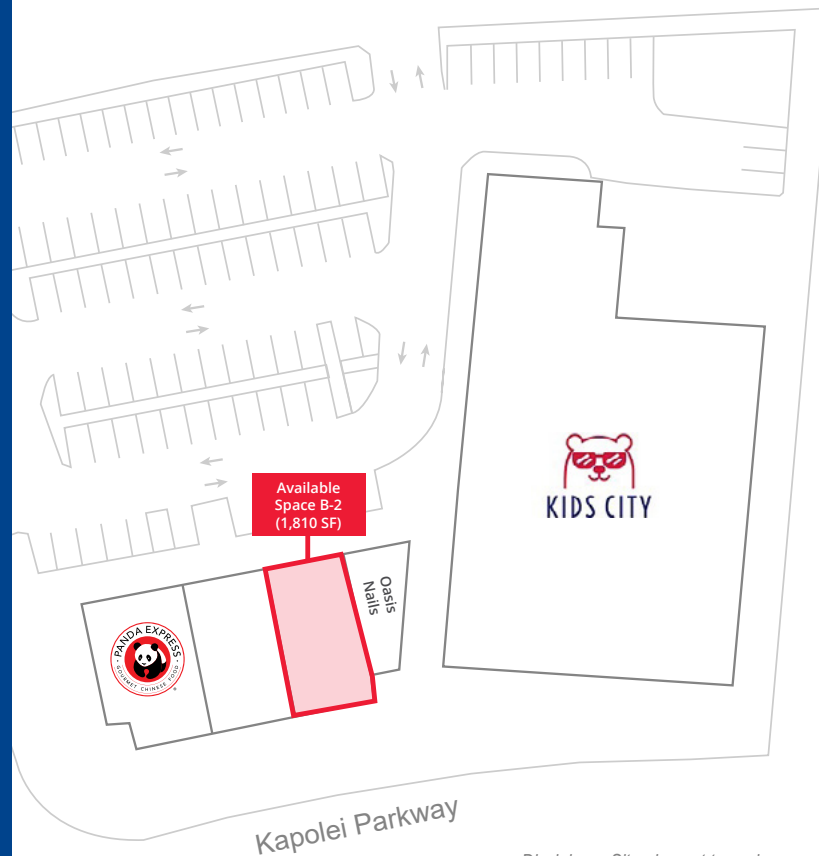 Available
Space B-2
(1,810 SF)
Oasis
Nails
PANDA EXPRESS
GOURMET CHINESE FOOD
KIDS CITY
Kapolei Parkway